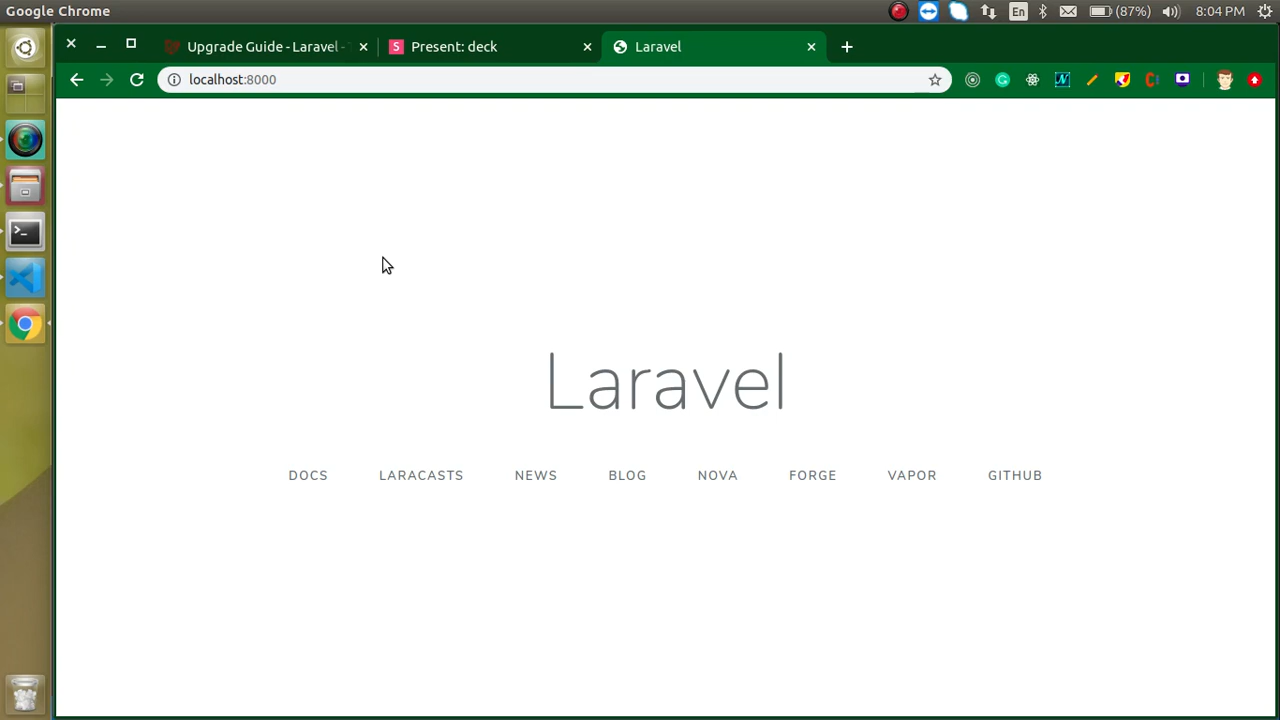 Google Chrome
En
(87%)
8:04 PM
Upgrade Guide - Laravel -
Present: deck
Laravel
localhost:8000
Laravel
DOCS LARACASTS NEWS BLOG NOVA FORGE VAPOR GITHUB